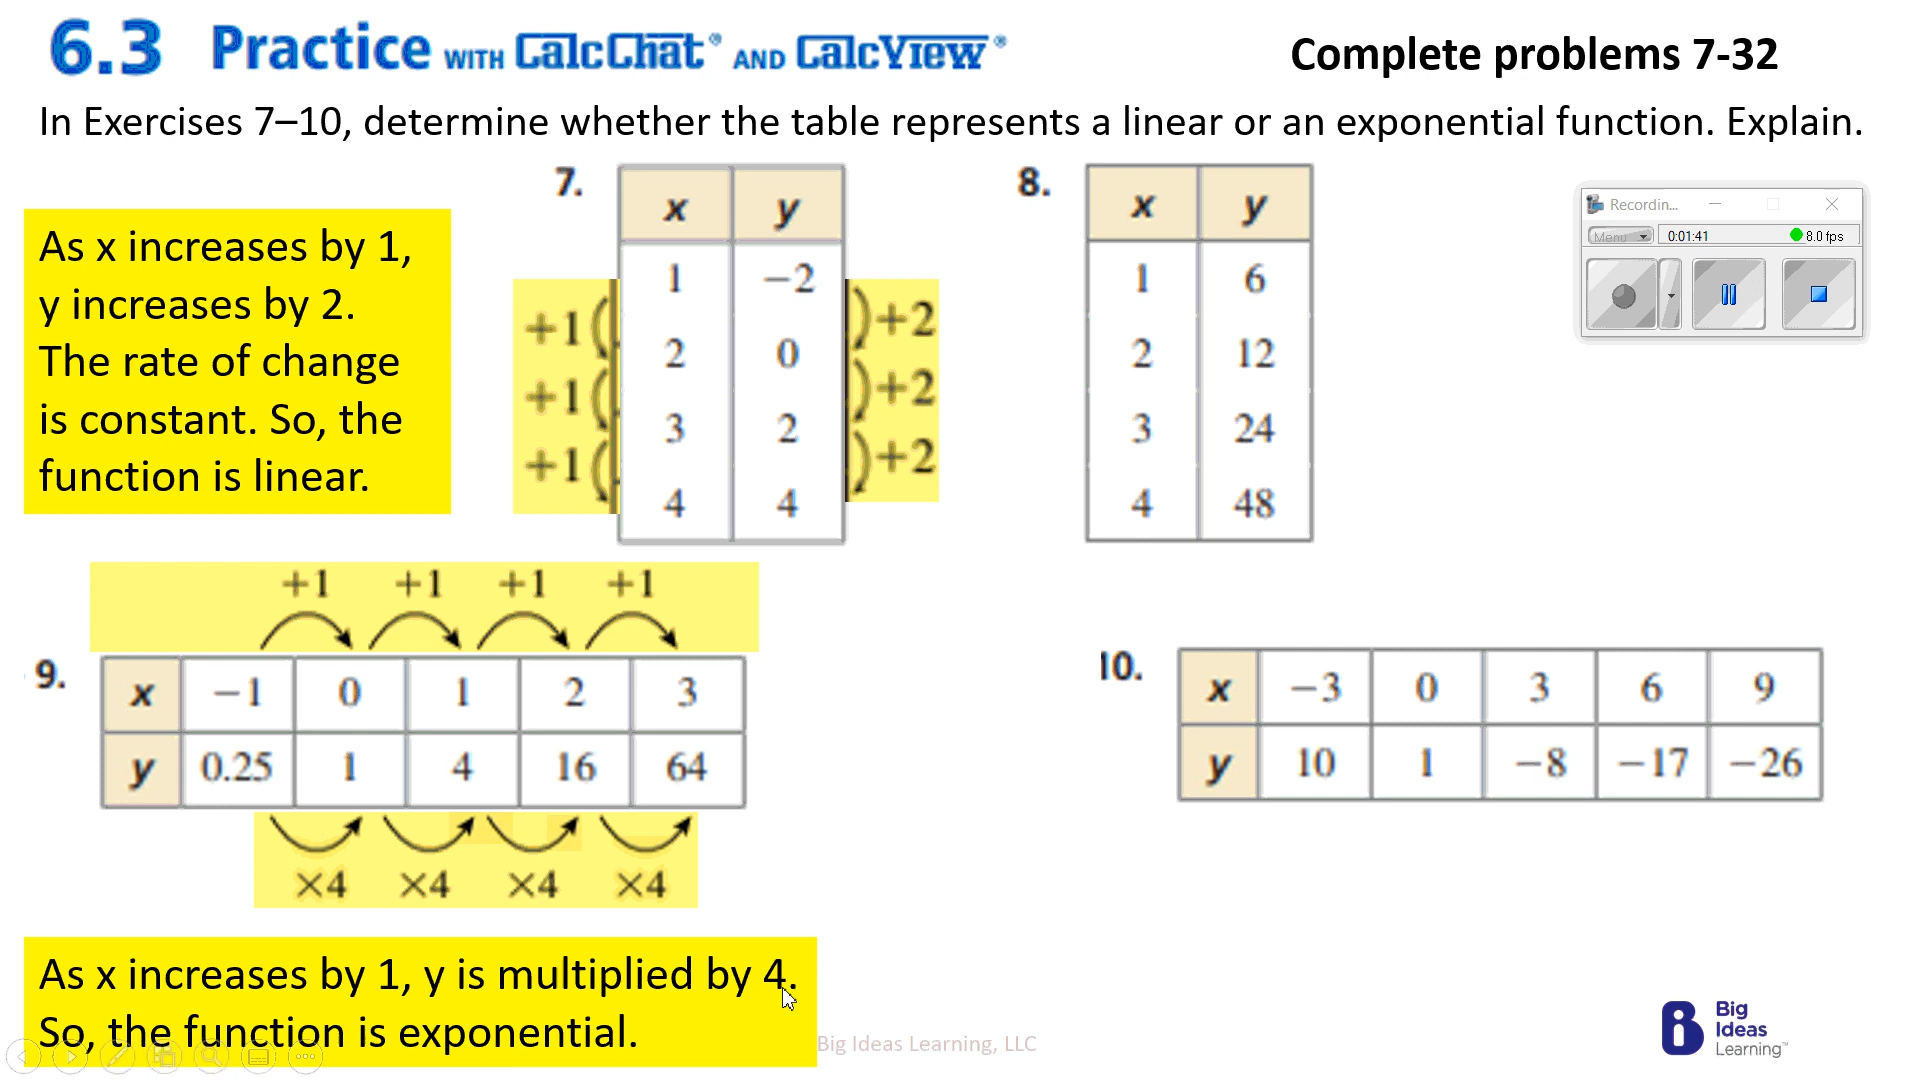 6.3 Practice WITH CalcChat® AND CalcView®
Complete problems 7-32
In Exercises 7–10, determine whether the table represents a linear or an exponential function. Explain.
As x increases by 1,
y increases by 2.
The rate of change
is constant. So, the
function is linear.
7.
x y
1 −2
2 0
3 2
4 4
+1 +2
+1 +2
+1 +2
8.
x y
1 6
2 12
3 24
4 48
Recordin...
Menu 0:01:41 8.0 fps
+1 +1 +1 +1
9.
x −1 0 1 2 3
y 0.25 1 4 16 64
×4 ×4 ×4 ×4
10.
x −3 0 3 6 9
y 10 1 −8 −17 −26
As x increases by 1, y is multiplied by 4.
So, the function is exponential.
Big Ideas Learning, LLC
Big
Ideas
Learning™